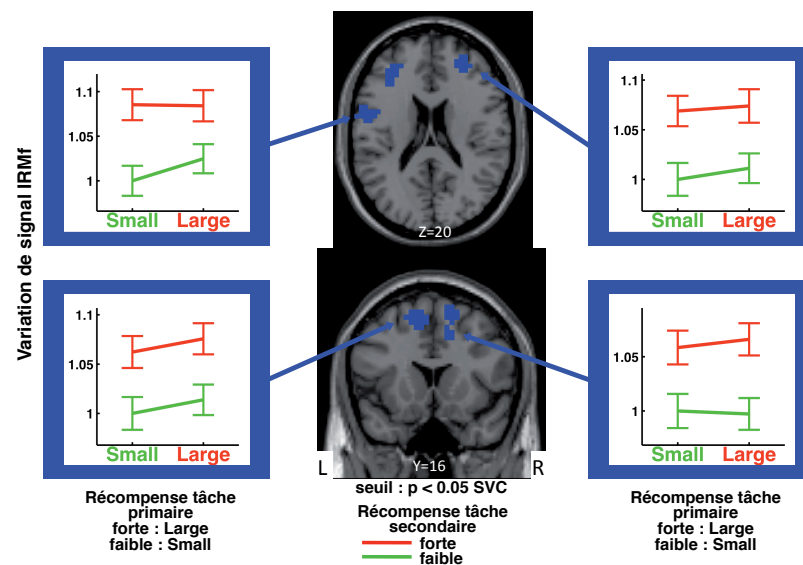 Variation de signal IRMf
1.1
1.05
1
Small Large
Z=20
1.1
1.05
1
Small Large
1.1
1.05
1
Small Large
L Y=16 R
1.05
1
Small Large
Récompense tâche
primaire
forte : Large
faible : Small
seuil : p < 0.05 SVC
Récompense tâche
secondaire
forte
faible
Récompense tâche
primaire
forte : Large
faible : Small